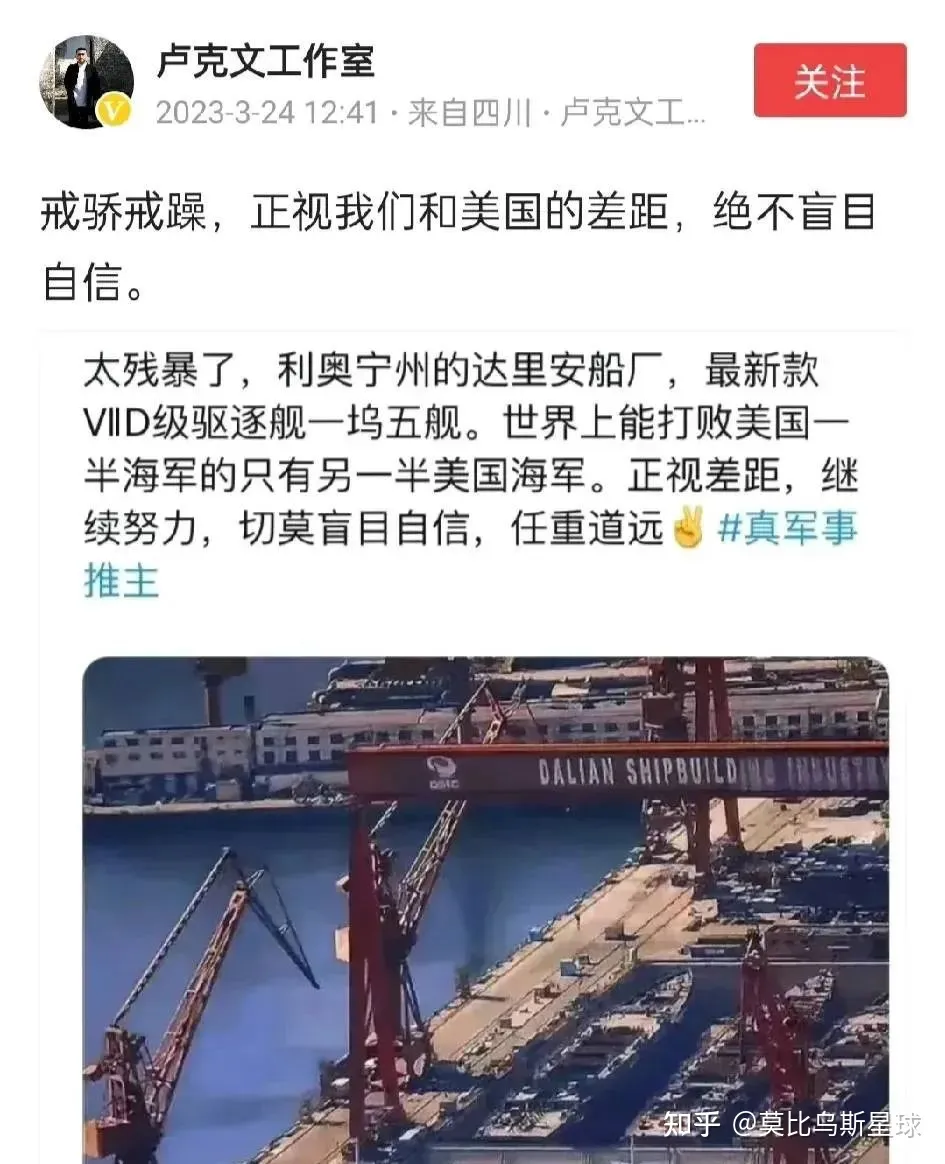 卢克文工作室
2023-3-24 12:41 · 来自四川 · 卢克文工...
关注
戒骄戒躁，正视我们和美国的差距，绝不盲目
自信。
太残暴了，利奥宁州的达里安船厂，最新款
VIID级驱逐舰一坞五舰。世界上能打败美国一
半海军的只有另一半美国海军。正视差距，继
续努力，切莫盲目自信，任重道远✌️ #真军事
推主
DALIAN SHIPBUILDING INDUSTRY
知乎 @莫比乌斯星球